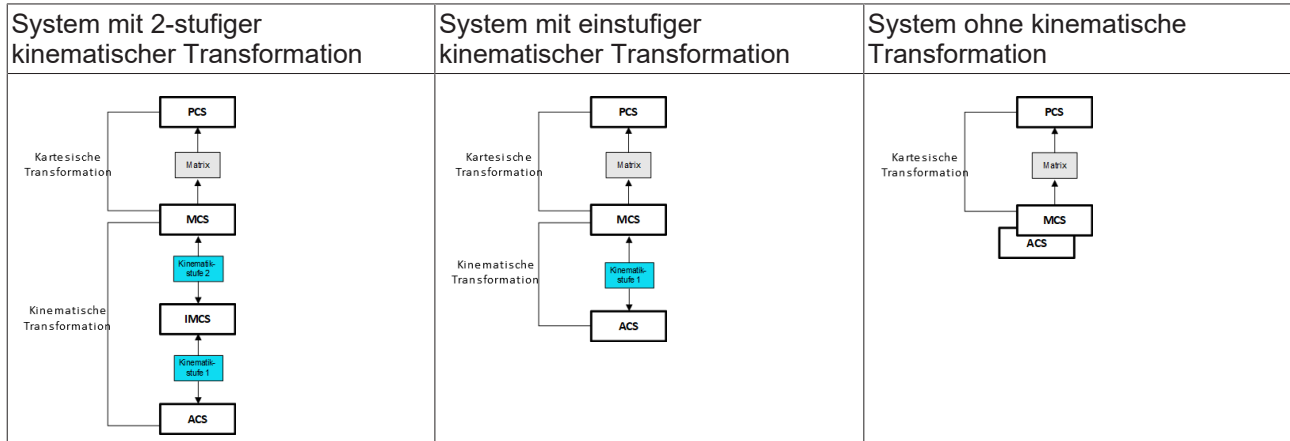 System mit 2-stufiger
kinematischer Transformation
System mit einstufiger
kinematischer Transformation
System ohne kinematische
Transformation
PCS
Kartesische
Transformation
Matrix
MCS
Kinematik-
stufe 2
Kinematische
Transformation
IMCS
Kinematik-
stufe 1
ACS
PCS
Kartesische
Transformation
Matrix
MCS
Kinematische
Transformation
Kinematik-
stufe 1
ACS
PCS
Kartesische
Transformation
Matrix
MCS
ACS